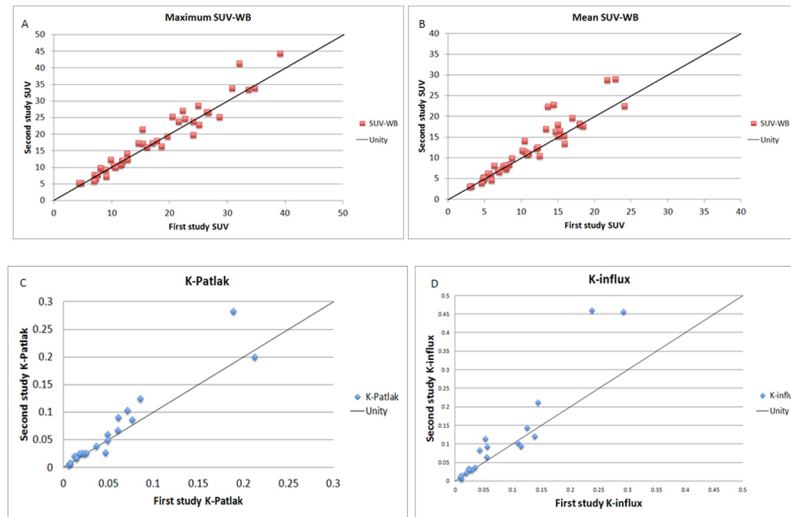 A
Maximum SUV-WB
50
45
40
35
30
25
20
15
10
5
0
0 10 20 30 40 50
Second study SUV
First study SUV
SUV-WB
Unity
B
Mean SUV-WB
40
35
30
25
20
15
10
5
0
0 5 10 15 20 25 30 35 40
Second study SUV
First study SUV
SUV-WB
Unity
C
K-Patlak
0.3
0.25
0.2
0.15
0.1
0.05
0
0 0.05 0.1 0.15 0.2 0.25 0.3
Second study K-Patlak
First study K-Patlak
K-Patlak
Unity
D
K-influx
0.5
0.45
0.4
0.35
0.3
0.25
0.2
0.15
0.1
0.05
0
0 0.05 0.1 0.15 0.2 0.25 0.3 0.35 0.4 0.45 0.5
Second study K-influx
First study K-influx
K-influ
Unity